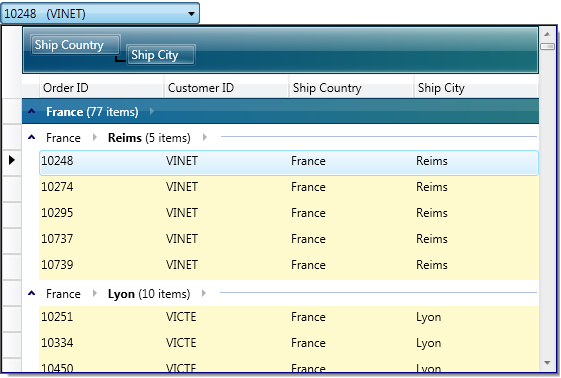 10248 (VINET)
Ship Country
Ship City
Order ID Customer ID Ship Country Ship City
France (77 items)
France Reims (5 items)
10248 VINET France Reims
10274 VINET France Reims
10295 VINET France Reims
10737 VINET France Reims
10739 VINET France Reims
France Lyon (10 items)
10251 VICTE France Lyon
10334 VICTE France Lyon
10450 VICTE France Lyon